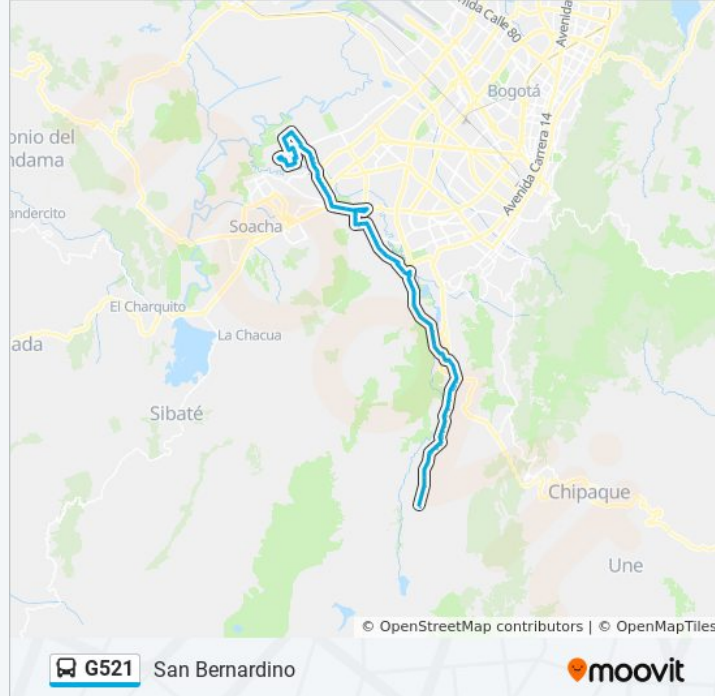 Avenida Calle 80
Avenida
Bogotá
onio del
ndama
Avenida Carrera 14
andercito
Soacha
El Charquito
La Chacua
ada
Sibaté
Chipaque
Une
© OpenStreetMap contributors | © OpenMapTiles
G521 San Bernardino
moovit